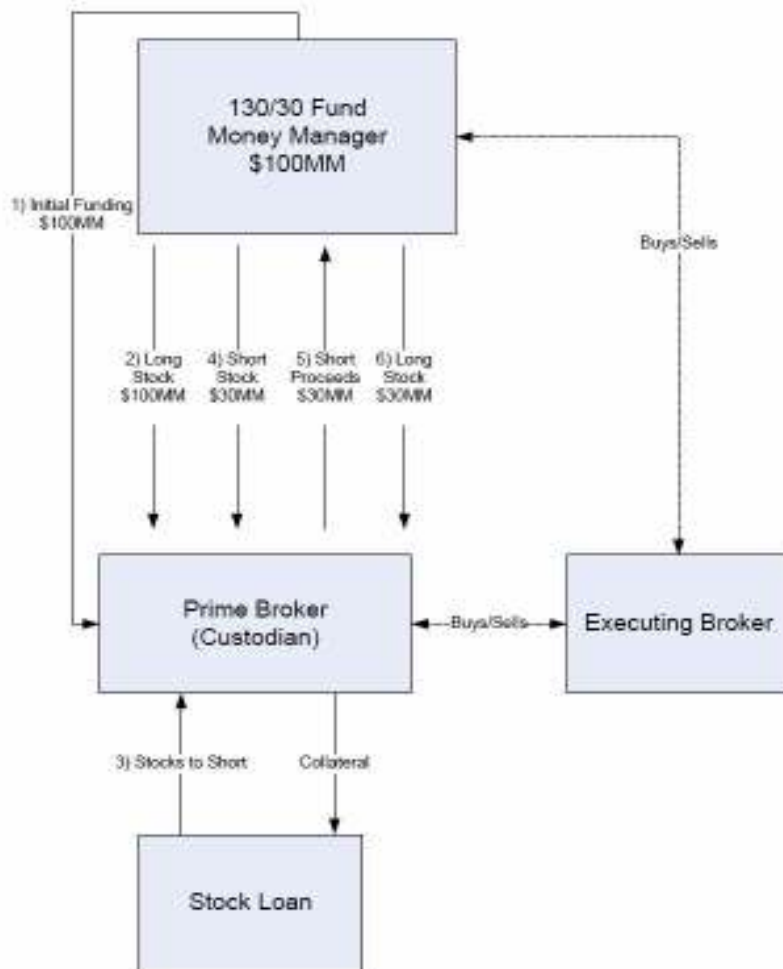 130/30 Fund
Money Manager
$100MM
1) Initial Funding
$100MM
Buys/Sells
2) Long
Stock
$100MM
4) Short
Stock
$30MM
5) Short
Proceeds
$30MM
6) Long
Stock
$30MM
Prime Broker
(Custodian)
Buys/Sells
Executing Broker
3) Stocks to Short
Collateral
Stock Loan